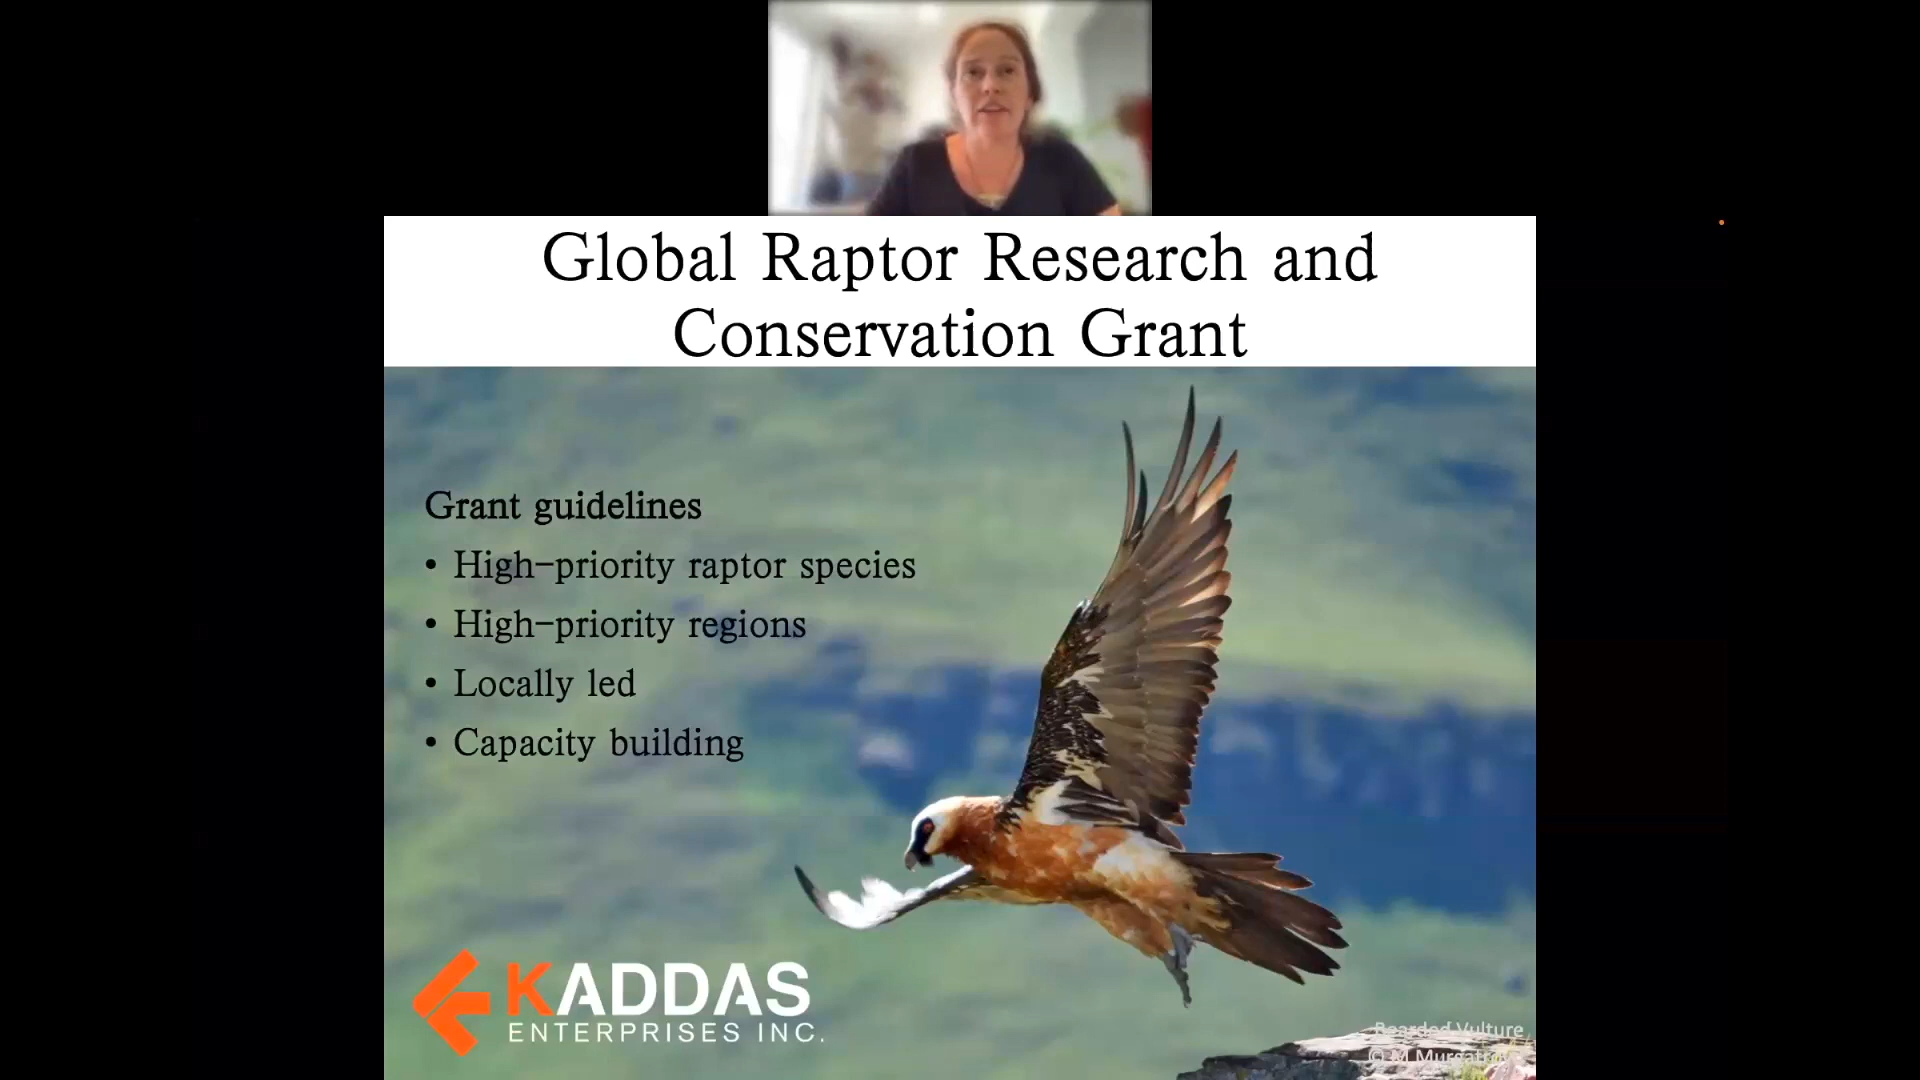 Global Raptor Research and
Conservation Grant
Grant guidelines
• High-priority raptor species
• High-priority regions
• Locally led
• Capacity building
KADDAS
ENTERPRISES INC.
Bearded Vulture
© M Murgatroyd